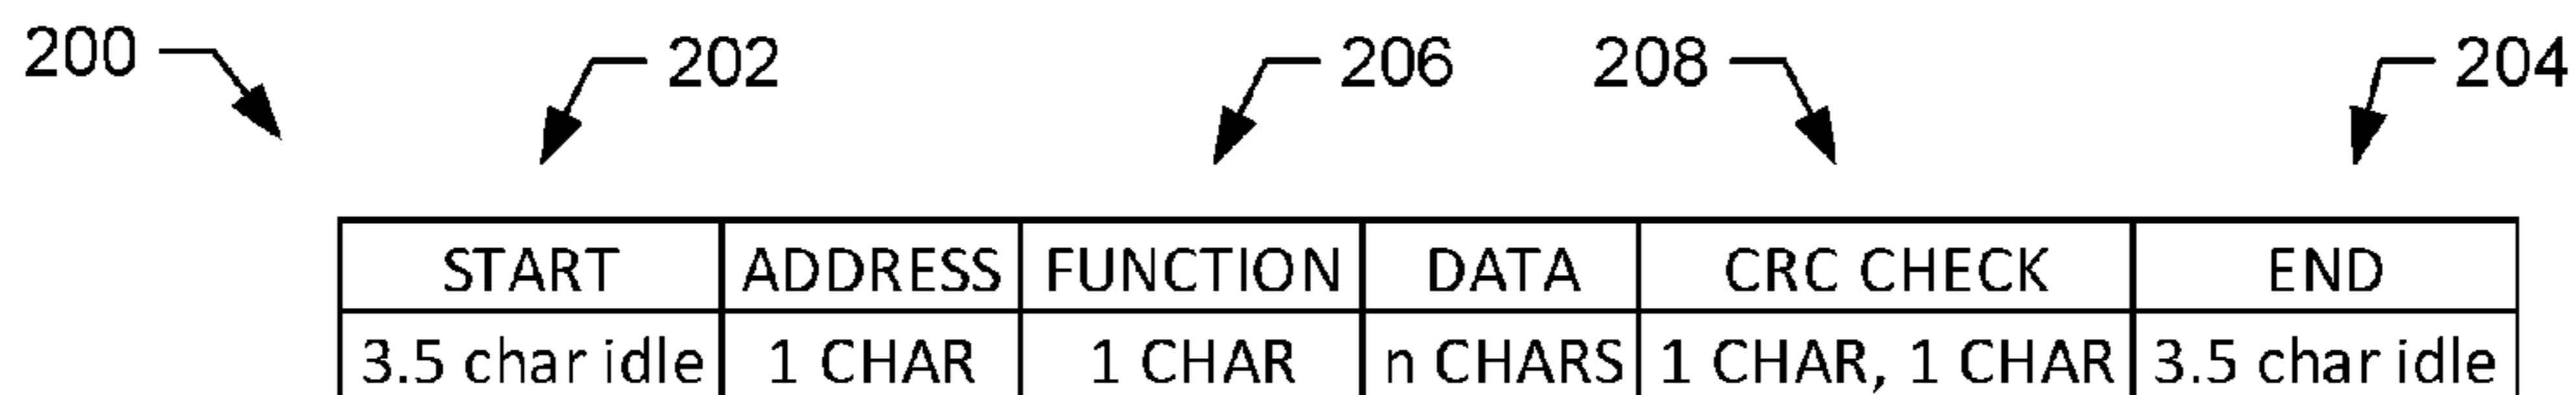 200 202 206 208 204
START ADDRESS FUNCTION DATA CRC CHECK END
3.5 char idle 1 CHAR 1 CHAR n CHARS 1 CHAR, 1 CHAR 3.5 char idle